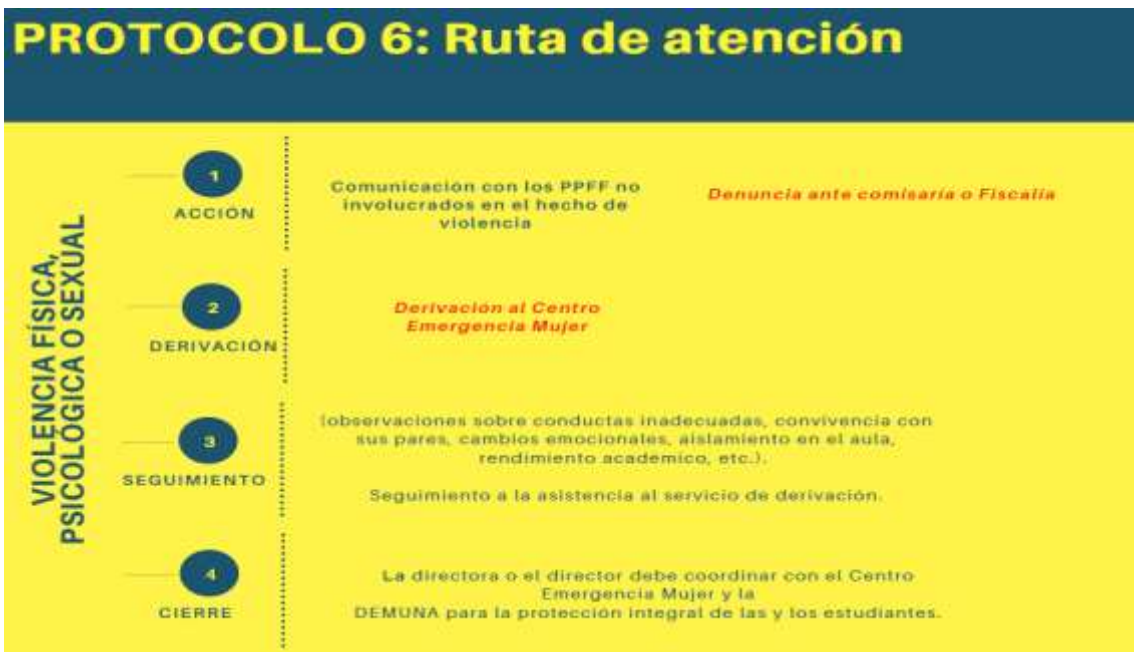 PROTOCOLO 6: Ruta de atención
VIOLENCIA FÍSICA,
PSICOLÓGICA O SEXUAL
1
ACCIÓN
Comunicación con los PPFF no
involucrados en el hecho de
violencia
Denuncia ante comisaría o Fiscalía
2
DERIVACIÓN
Derivación al Centro
Emergencia Mujer
3
SEGUIMIENTO
(observaciones sobre conductas inadecuadas, convivencia con
sus pares, cambios emocionales, aislamiento en el aula,
rendimiento académico, etc.).
Seguimiento a la asistencia al servicio de derivación.
4
CIERRE
La directora o el director debe coordinar con el Centro
Emergencia Mujer y la
DEMUNA para la protección integral de las y los estudiantes.